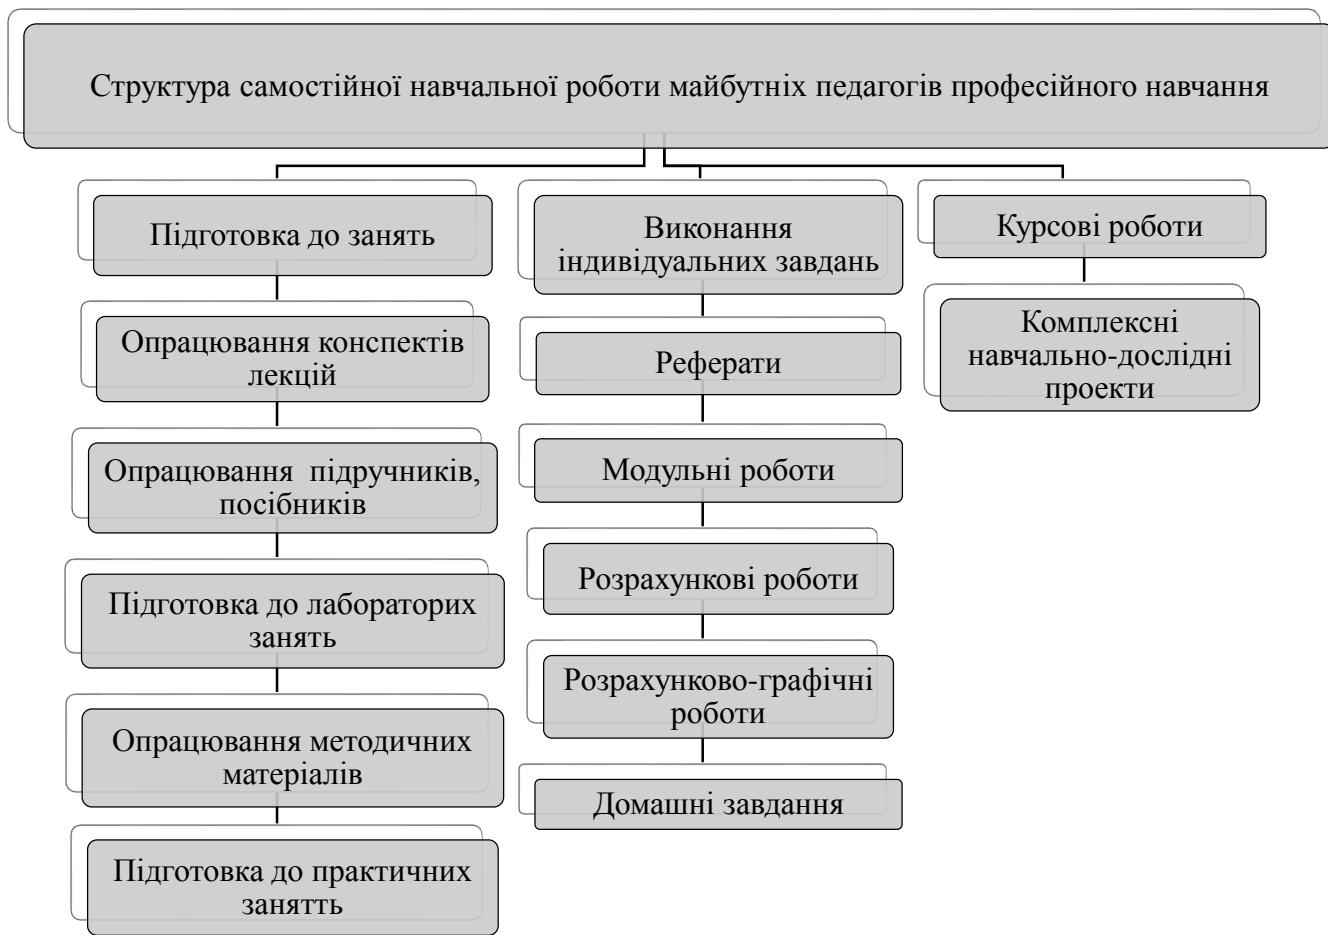 Структура самостійної навчальної роботи майбутніх педагогів професійного навчання
Підготовка до занять
Опрацювання конспектів
лекцій
Опрацювання  підручників,
посібників
Підготовка до лабораторих
занять
Опрацювання методичних
матеріалів
Підготовка до практичних
занятть
Виконання
індивідуальних завдань
Реферати
Модульні роботи
Розрахункові роботи
Розрахунково-графічні
роботи
Домашні завдання
Курсові роботи
Комплексні
навчально-дослідні
проекти